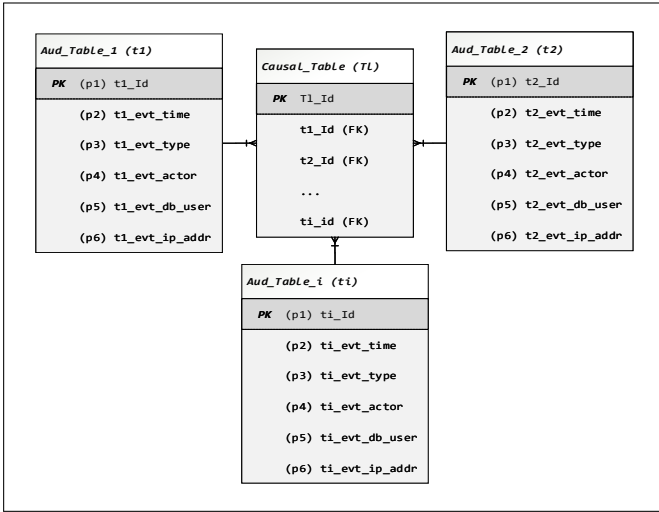 Aud_Table_1 (t1)
PK (p1) t1_Id
(p2) t1_evt_time
(p3) t1_evt_type
(p4) t1_evt_actor
(p5) t1_evt_db_user
(p6) t1_evt_ip_addr
Causal_Table (Tl)
PK Tl_Id
t1_Id (FK)
t2_Id (FK)
...
ti_id (FK)
Aud_Table_2 (t2)
PK (p1) t2_Id
(p2) t2_evt_time
(p3) t2_evt_type
(p4) t2_evt_actor
(p5) t2_evt_db_user
(p6) t2_evt_ip_addr
Aud_Table_i (ti)
PK (p1) ti_Id
(p2) ti_evt_time
(p3) ti_evt_type
(p4) ti_evt_actor
(p5) ti_evt_db_user
(p6) ti_evt_ip_addr